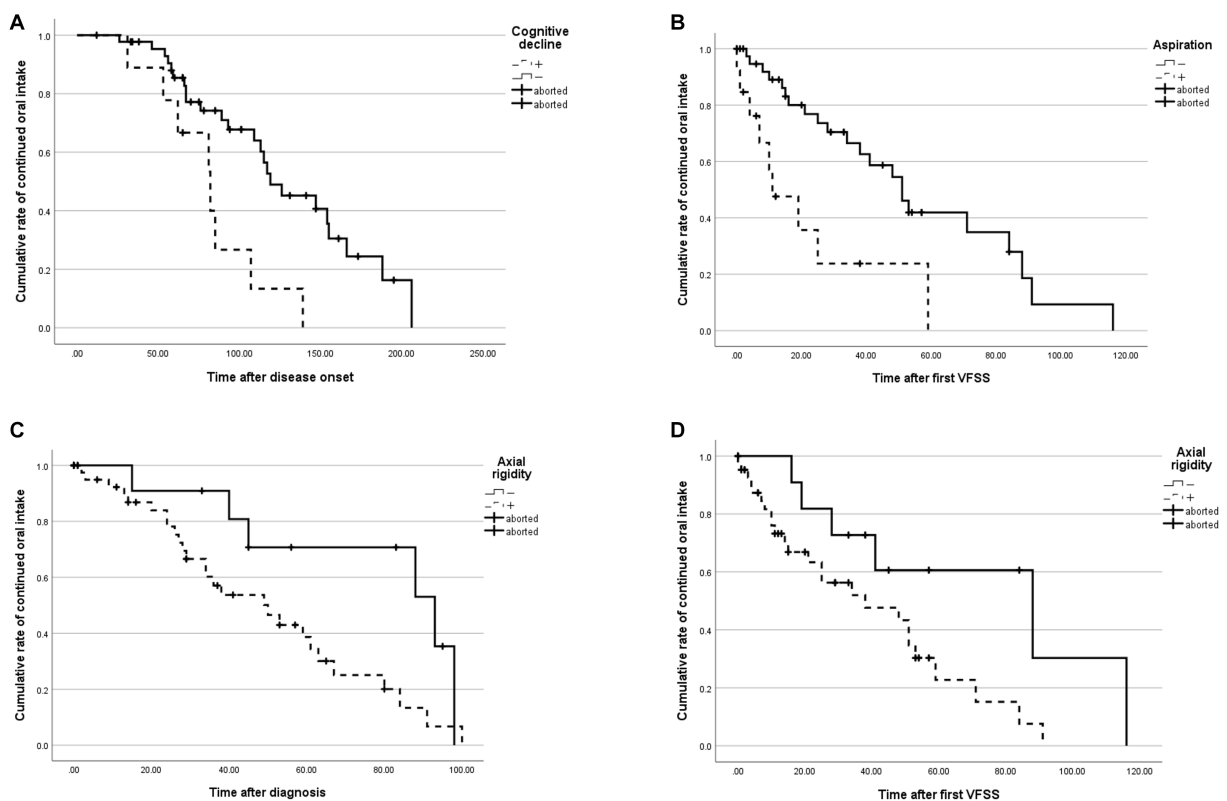 A
Cumulative rate of continued oral intake
1.0
0.8
0.6
0.4
0.2
0.0
.00 50.00 100.00 150.00 200.00 250.00
Time after disease onset
Cognitive
decline
+
−
aborted
aborted
B
Cumulative rate of continued oral intake
1.0
0.8
0.6
0.4
0.2
0.0
.00 20.00 40.00 60.00 80.00 100.00 120.00
Time after first VFSS
Aspiration
−
+
aborted
aborted
C
Cumulative rate of continued oral intake
1.0
0.8
0.6
0.4
0.2
0.0
.00 20.00 40.00 60.00 80.00 100.00
Time after diagnosis
Axial
rigidity
−
+
aborted
aborted
D
Cumulative rate of continued oral intake
1.0
0.8
0.6
0.4
0.2
0.0
.00 20.00 40.00 60.00 80.00 100.00 120.00
Time after first VFSS
Axial
rigidity
−
+
aborted
aborted